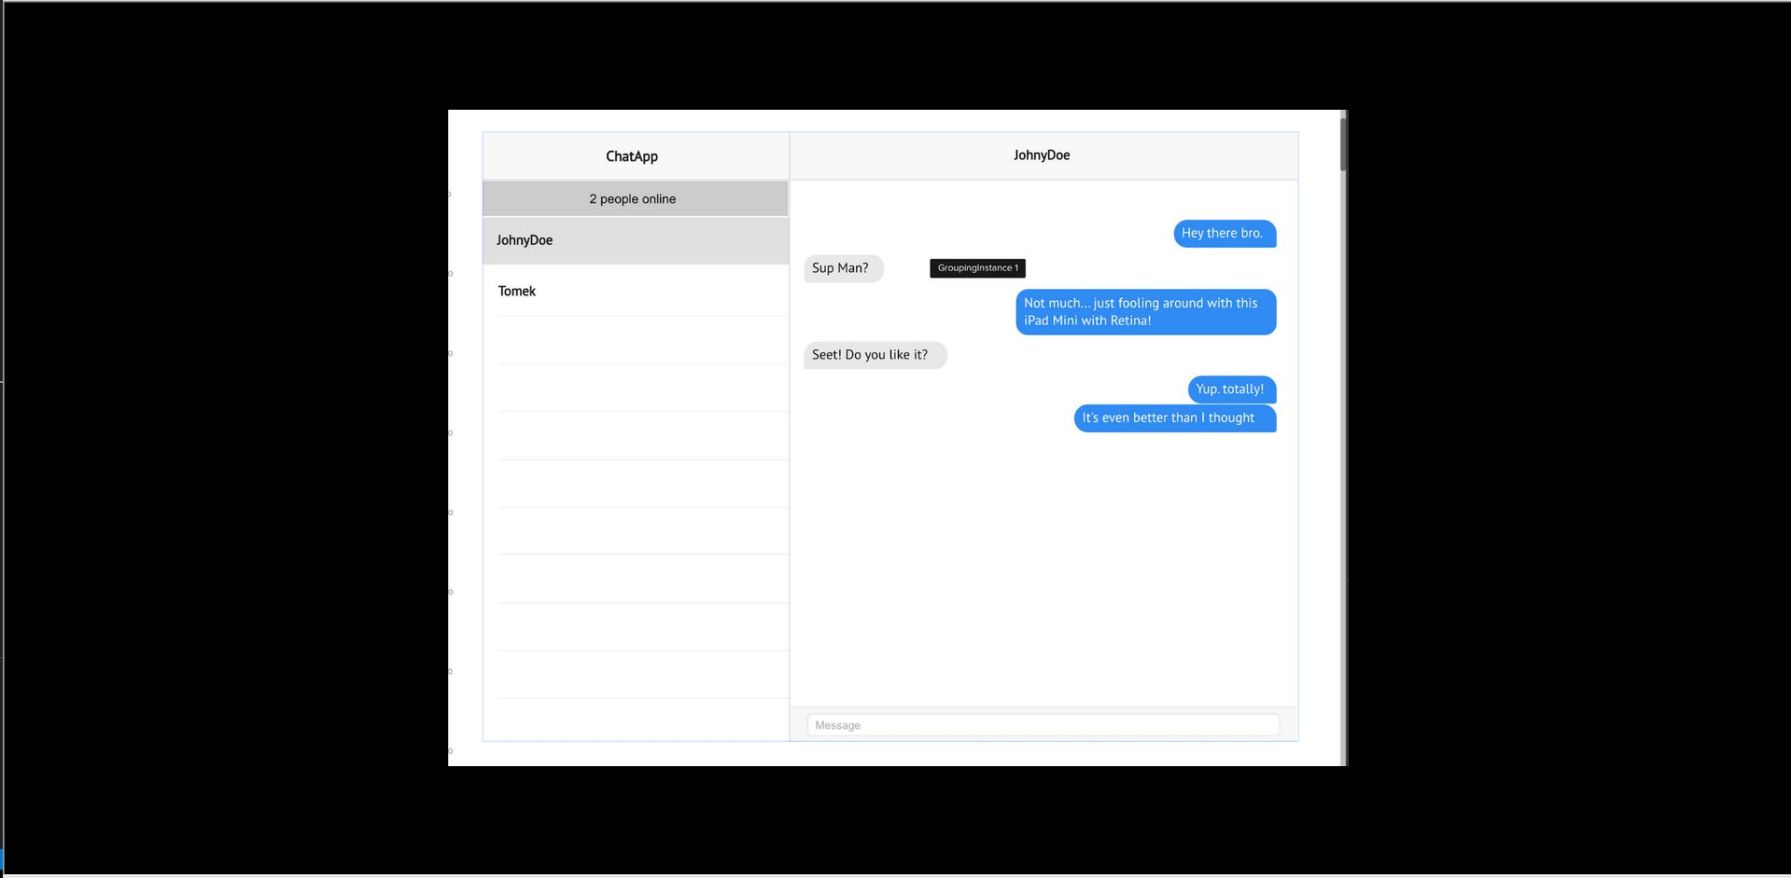 ChatApp
JohnyDoe
2 people online
JohnyDoe
Tomek
Hey there bro.
Sup Man?
GroupingInstance 1
Not much... just fooling around with this
iPad Mini with Retina!
Seet! Do you like it?
Yup. totally!
It's even better than I thought
Message